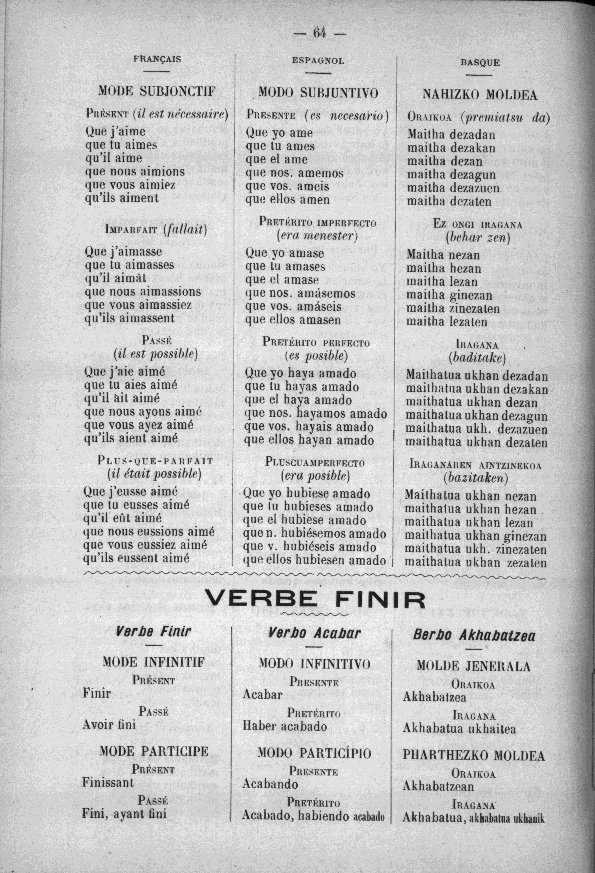 — 64 —
FRANÇAIS
MODE SUBJONCTIF
PRÉSENT (il est nécessaire)
Que j'aime
que tu aimes
qu'il aime
que nous aimions
que vous aimiez
qu'ils aiment
IMPARFAIT (fallait)
Que j'aimasse
que tu aimasses
qu'il aimât
que nous aimassions
que vous aimassiez
qu'ils aimassent
PASSÉ
(il est possible)
Que j'aie aimé
que tu aies aimé
qu'il ait aimé
que nous ayons aimé
que vous ayez aimé
qu'ils aient aimé
PLUS-QUE-PARFAIT
(il était possible)
Que j'eusse aimé
que tu eusses aimé
qu'il eût aimé
que nous eussions aimé
que vous eussiez aimé
qu'ils eussent aimé
ESPAGNOL
MODO SUBJUNTIVO
PRESENTE (es necesario)
Que yo ame
que tu ames
que el ame
que nos. amemos
que vos. ameis
que ellos amen
PRETÉRITO IMPERFECTO
(era menester)
Que yo amase
que tu amases
que el amase
que nos. amásemos
que vos. amáseis
que ellos amasen
PRETÉRITO PERFECTO
(es posible)
Que yo haya amado
que tu hayas amado
que el haya amado
que nos. hayamos amado
que vos. hayais amado
que ellos hayan amado
PLUSCUAMPERFECTO
(era posible)
Que yo hubiese amado
que tu hubieses amado
que el hubiese amado
que n. hubiésemos amado
que v. hubiéseis amado
que ellos hubiesen amado
BASQUE
NAHIZKO MOLDEA
ORAIKOA (premiatsu da)
Maitha dezadan
maitha dezakan
maitha dezan
maitha dezagun
maitha dezazuen
maitha dezaten
EZ ONGI IRAGANA
(behar zen)
Maitha nezan
maitha hezan
maitha lezan
maitha ginezan
maitha zinezaten
maitha lezaten
IRAGANA
(baditake)
Maithatua ukhan dezadan
maithatua ukhan dezakan
maithatua ukhan dezan
maithatua ukhan dezagun
maithatua ukh. dezazuen
maithatua ukhan dezaten
IRAGANAREN AINTZINEKOA
(bazitaken)
Maithatua ukhan nezan
maithatua ukhan hezan
maithatua ukhan lezan
maithatua ukhan ginezan
maithatua ukh. zinezaten
maithatua ukhan zezaten
VERBE FINIR
Verbe Finir
MODE INFINITIF
PRÉSENT
Finir
PASSÉ
Avoir fini
MODE PARTICIPE
PRÉSENT
Finissant
PASSÉ
Fini, ayant fini
Verbo Acabar
MODO INFINITIVO
PRESENTE
Acabar
PRETÉRITO
Haber acabado
MODO PARTICÍPIO
PRESENTE
Acabando
PRETÉRITO
Acabado, habiendo acabado
Berbo Akhabatzea
MOLDE JENERALA
ORAIKOA
Akhabatzea
IRAGANA
Akhabatua ukhaitea
PHARTHEZKO MOLDEA
ORAIKOA
Akhabatzean
IRAGANA
Akhabatua, akhabatua ukhanik